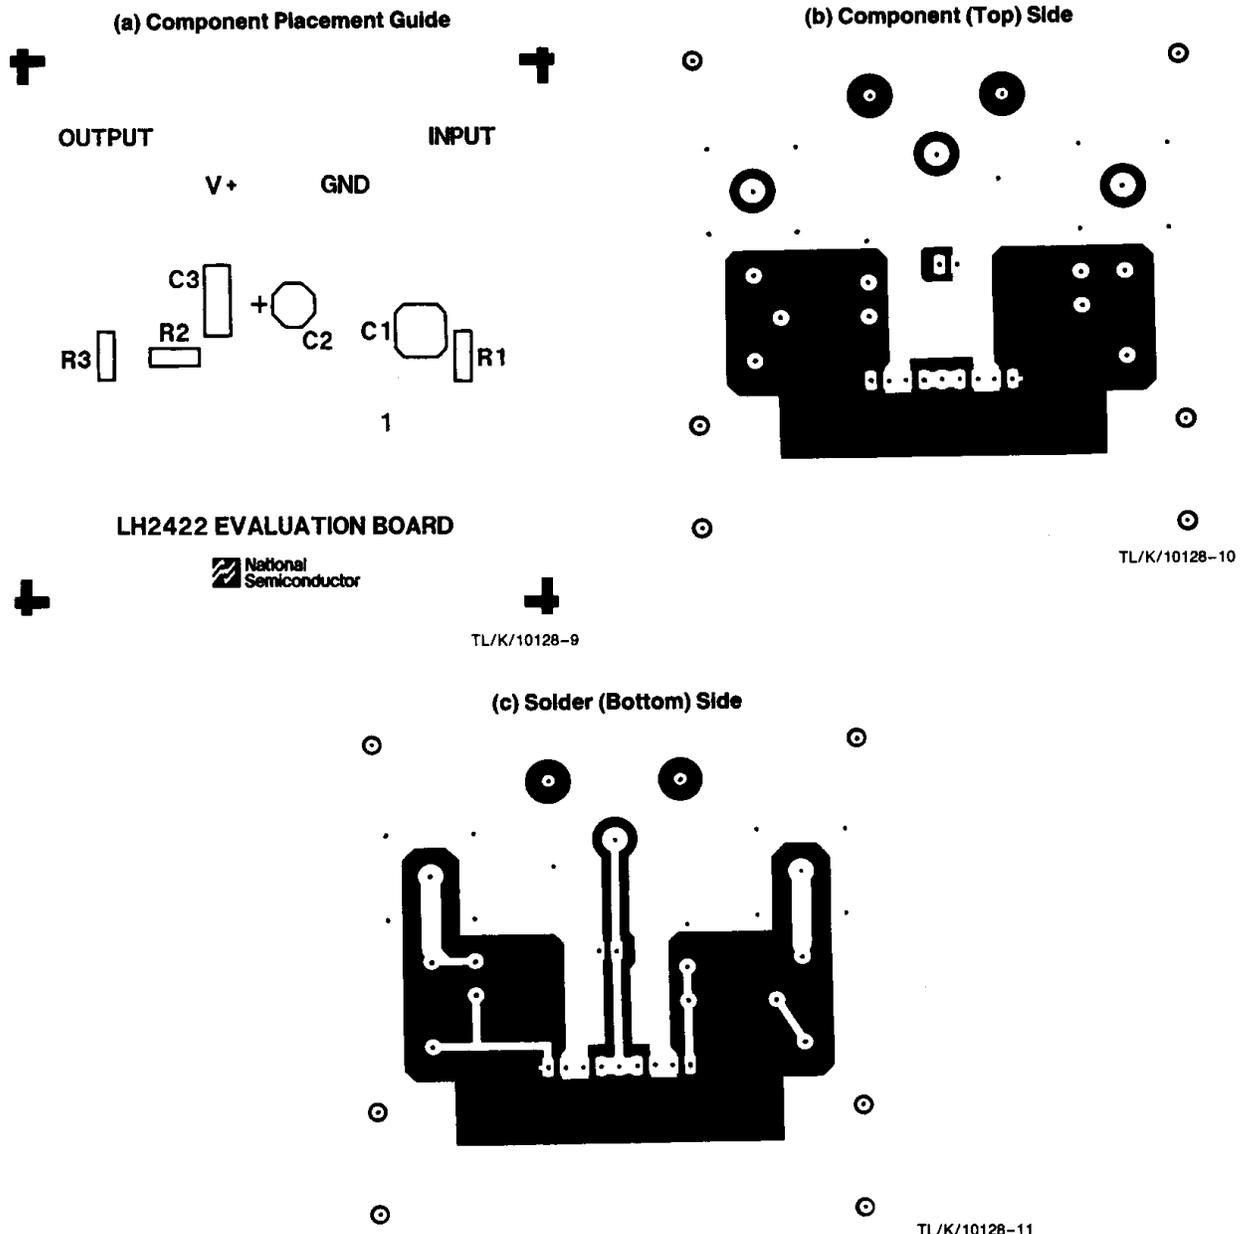 (a) Component Placement Guide
(b) Component (Top) Side
OUTPUT
INPUT
V +
GND
C3
+
C2
C1
R2
R3
R1
1
LH2422 EVALUATION BOARD
National
Semiconductor
TL/K/10128-9
TL/K/10128-10
(c) Solder (Bottom) Side
TL/K/10128-11